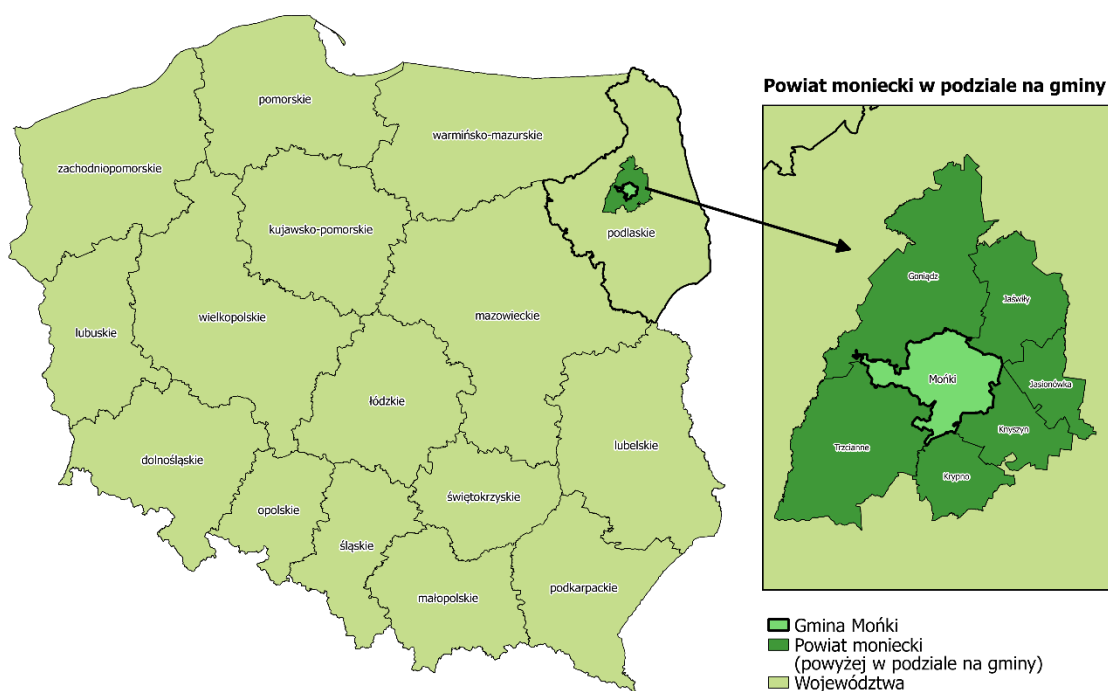 pomorskie
warmińsko-mazurskie
zachodniopomorskie
kujawsko-pomorskie
podlaskie
wielkopolskie
mazowieckie
lubuskie
łódzkie
lubelskie
dolnośląskie
świętokrzyskie
opolskie
śląskie
małopolskie
podkarpackie
Powiat moniecki w podziale na gminy
Goniądz
Jaświły
Mońki
Jasionówka
Knyszyn
Trzcianne
Krypno
Gmina Mońki
Powiat moniecki
(powyżej w podziale na gminy)
Województwa